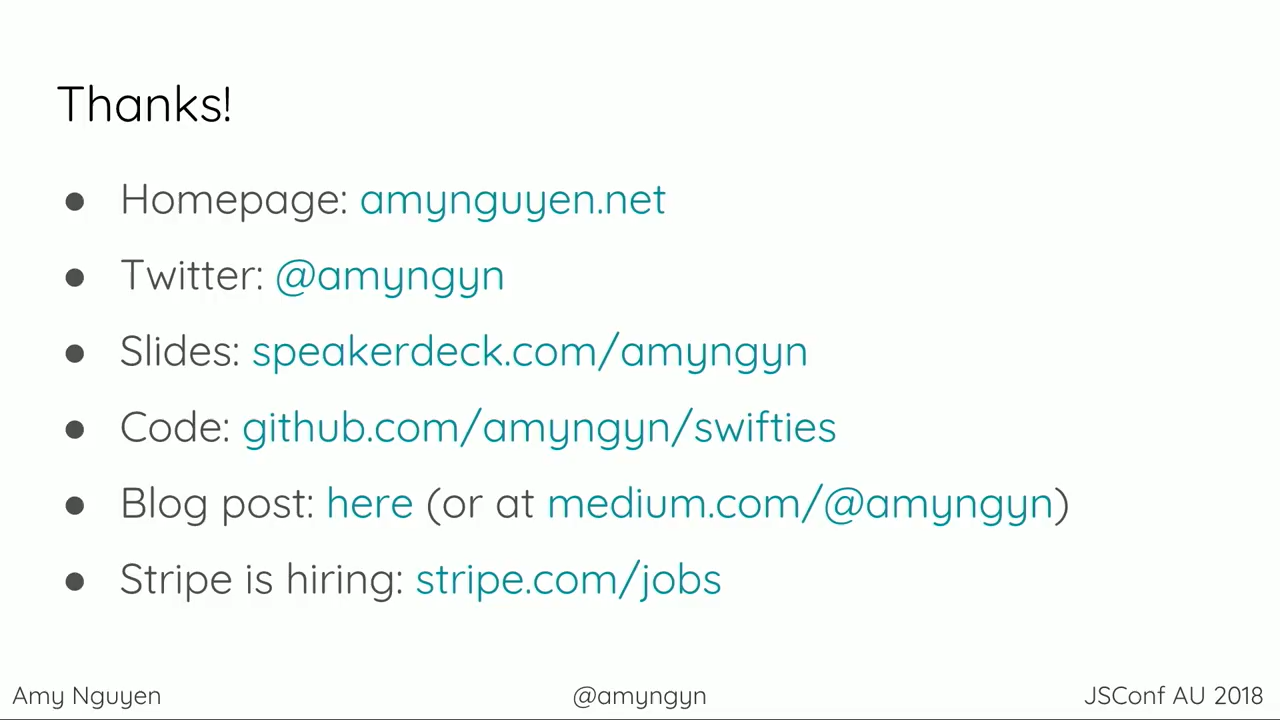 Thanks!
● Homepage: amynguyen.net
● Twitter: @amyngyn
● Slides: speakerdeck.com/amyngyn
● Code: github.com/amyngyn/swifties
● Blog post: here (or at medium.com/@amyngyn)
● Stripe is hiring: stripe.com/jobs
Amy Nguyen @amyngyn JSConf AU 2018